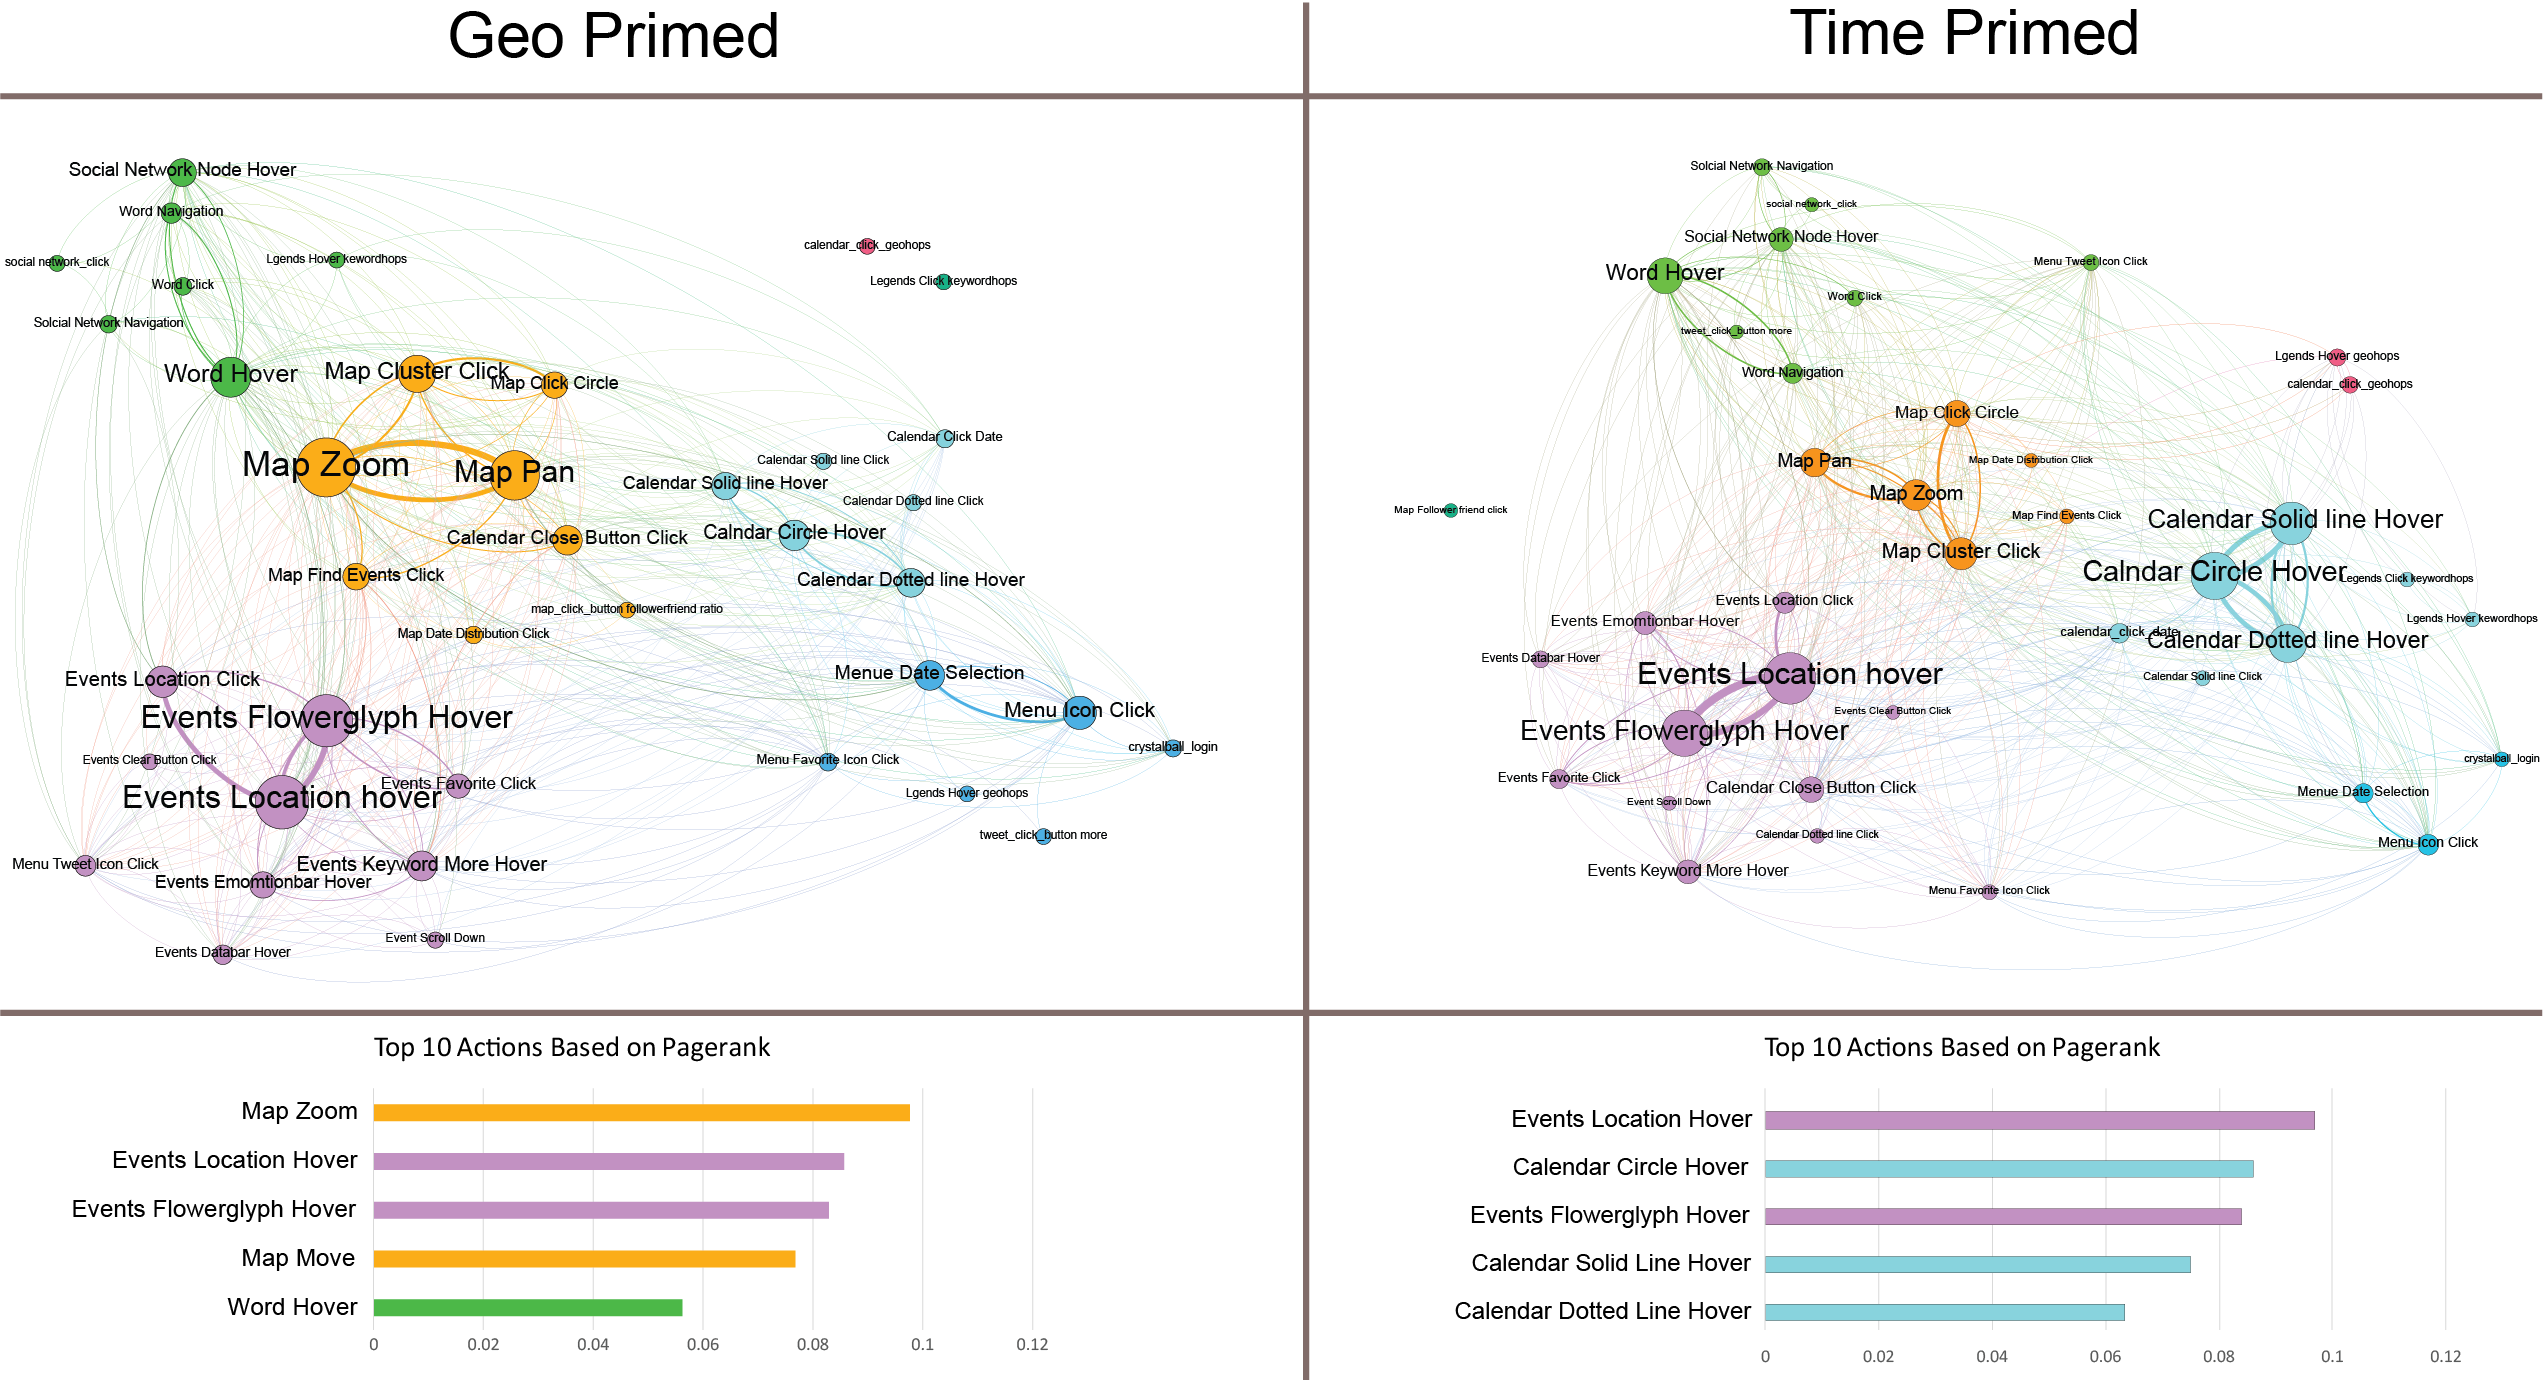 Geo Primed
Time Primed
Social Network Node Hover
Word Navigation
social network_click
Lgends Hover kewordhops
Word Click
Solcial Network Navigation
calendar_click_geohops
Legends Click keywordhops
Word Hover
Map Cluster Click
Map Click Circle
Map Zoom
Map Pan
Calendar Click Date
Calendar Solid line Click
Calendar Solid line Hover
Calendar Dotted line Click
Calndar Circle Hover
Calendar Close Button Click
Map Find Events Click
Calendar Dotted line Hover
map_click_button followerfriend ratio
Map Date Distribution Click
Events Location Click
Menue Date Selection
Events Flowerglyph Hover
Menu Icon Click
crystalball_login
Events Clear Button Click
Menu Favorite Icon Click
Events Favorite Click
Lgends Hover geohops
Events Location hover
tweet_click_button more
Menu Tweet Icon Click
Events Keyword More Hover
Events Emomtionbar Hover
Event Scroll Down
Events Databar Hover
Solcial Network Navigation
social network_click
Social Network Node Hover
Word Hover
Menu Tweet Icon Click
Word Click
tweet_click_button more
Word Navigation
Lgends Hover geohops
calendar_click_geohops
Map Click Circle
Map Pan
Map Date Distribution Click
Map Zoom
Map Follower friend click
Map Find Events Click
Calendar Solid line Hover
Map Cluster Click
Calndar Circle Hover
Legends Click keywordhops
Events Location Click
Events Emomtionbar Hover
Lgends Hover kewordhops
calendar_click_date
Calendar Dotted line Hover
Events Databar Hover
Events Location hover
Calendar Solid line Click
Events Clear Button Click
Events Flowerglyph Hover
crystalball_login
Events Favorite Click
Calendar Close Button Click
Menue Date Selection
Event Scroll Down
Calendar Dotted line Click
Menu Icon Click
Events Keyword More Hover
Menu Favorite Icon Click
Top 10 Actions Based on Pagerank
Map Zoom
Events Location Hover
Events Flowerglyph Hover
Map Move
Word Hover
0 0.02 0.04 0.06 0.08 0.1 0.12
Top 10 Actions Based on Pagerank
Events Location Hover
Calendar Circle Hover
Events Flowerglyph Hover
Calendar Solid Line Hover
Calendar Dotted Line Hover
0 0.02 0.04 0.06 0.08 0.1 0.12